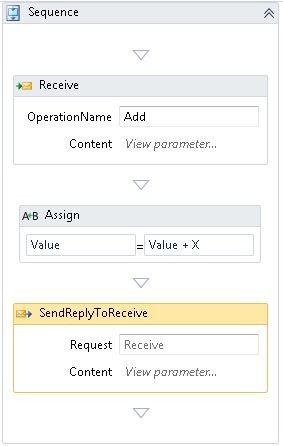 Sequence
Receive
OperationName Add
Content View parameter...
A+B Assign
Value = Value + X
SendReplyToReceive
Request Receive
Content View parameter...